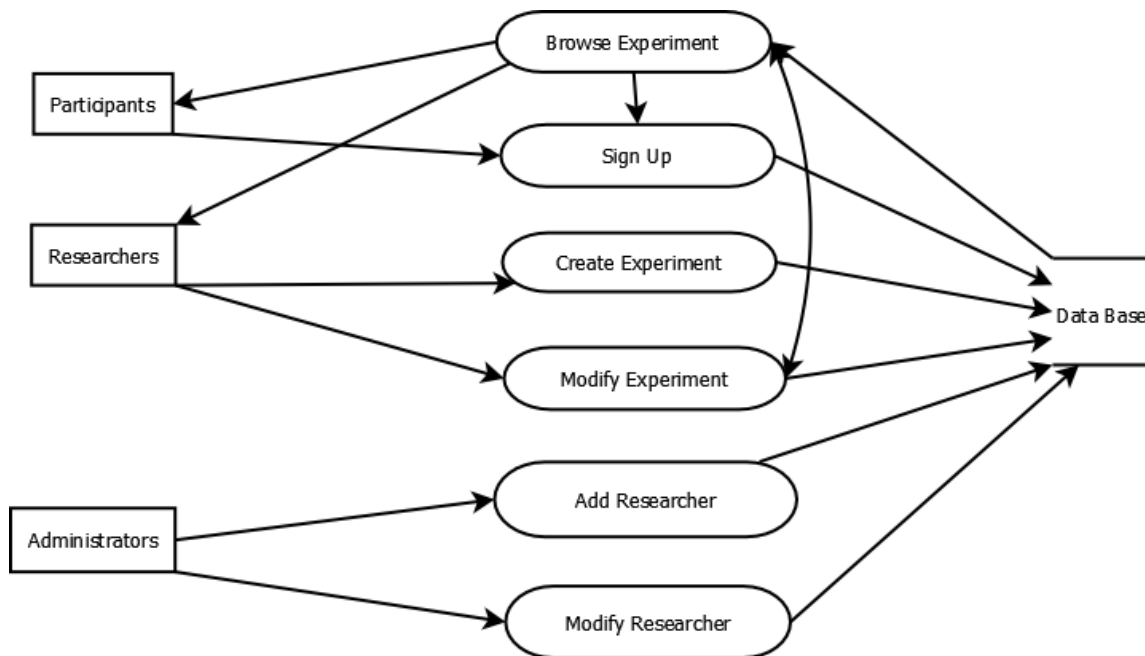 Browse Experiment
Participants
Sign Up
Researchers
Create Experiment
Data Base
Modify Experiment
Add Researcher
Administrators
Modify Researcher